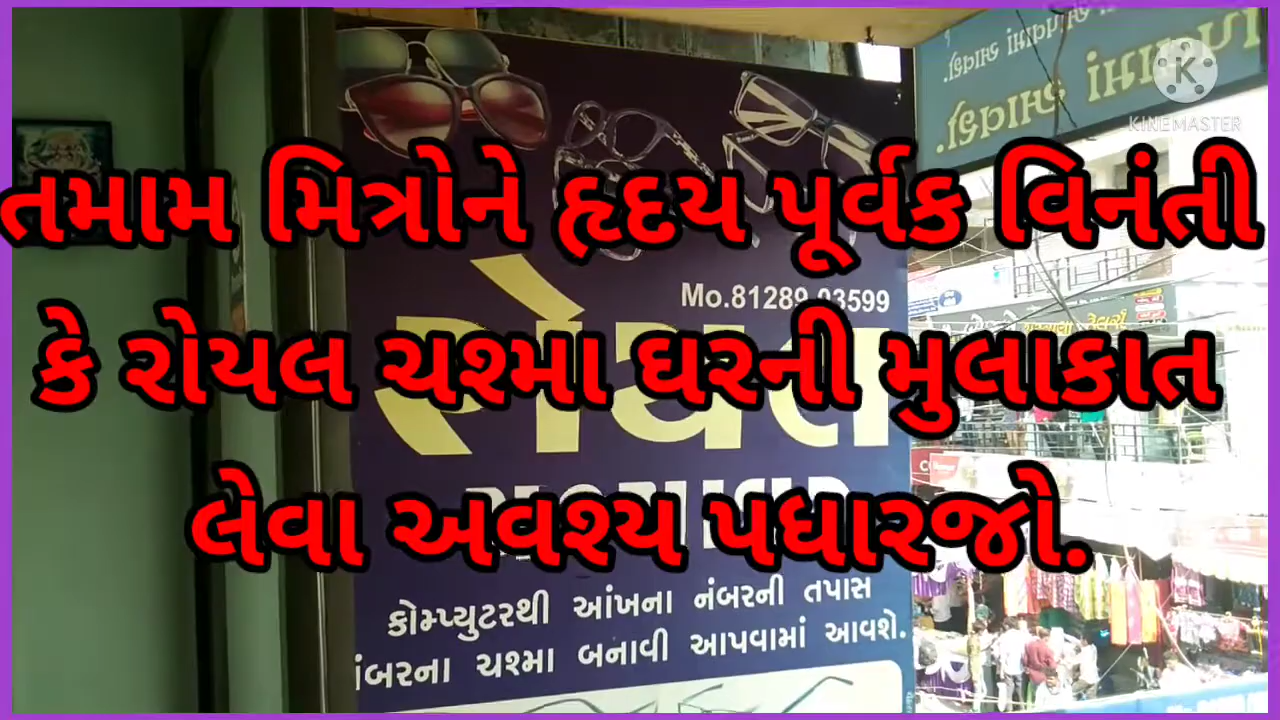 KINEMASTER
તમામ મિત્રોને હૃદય પૂર્વક વિનંતી
Mo.81289 03599
કે રોયલ ચશ્મા ઘરની મુલાકાત
લેવા અવશ્ય પધારજો.
કોમ્પ્યુટરથી આંખના નંબરની તપાસ
નંબરના ચશ્મા બનાવી આપવામાં આવશે.